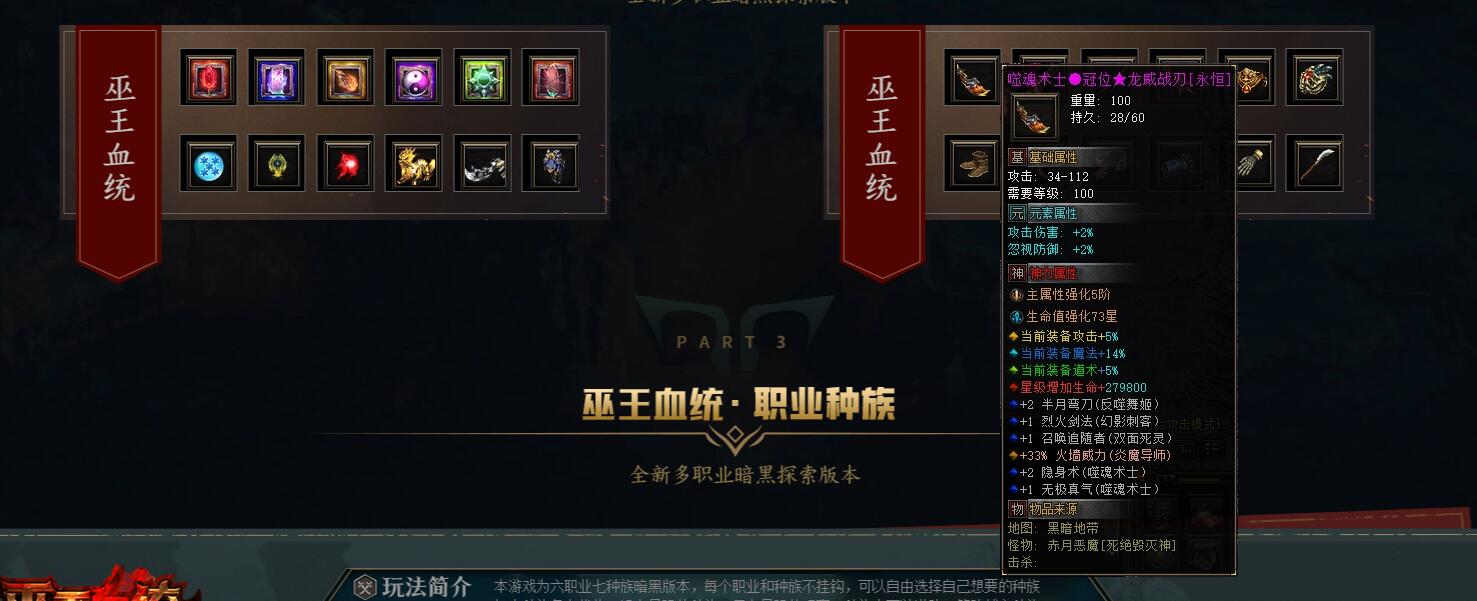 巫王血统
巫王血统
噬魂术士●冠位★龙威战刃[永恒]
重量: 100
持久: 28/60
基 基础属性
攻击: 34-112
需要等级: 100
元 元素属性
攻击伤害: +2%
忽视防御: +2%
神 神力属性
主属性强化5阶
生命值强化73星
当前装备攻击+5%
当前装备魔法+14%
当前装备道术+5%
星级增加生命+279800
+2 半月弯刀(反噬舞姬)
+1 烈火剑法(幻影刺客)
+1 召唤追随者(双面死灵)
+33% 火墙威力(炎魔导师)
+2 隐身术(噬魂术士)
+1 无极真气(噬魂术士)
物 物品来源
地图: 黑暗地带
怪物: 赤月恶魔[死绝毁灭神]
击杀:
PART 3
巫王血统·职业种族
全新多职业暗黑探索版本
玩法简介
本游戏为六职业七种族暗黑版本，每个职业和种族不挂钩，可以自由选择自己想要的种族